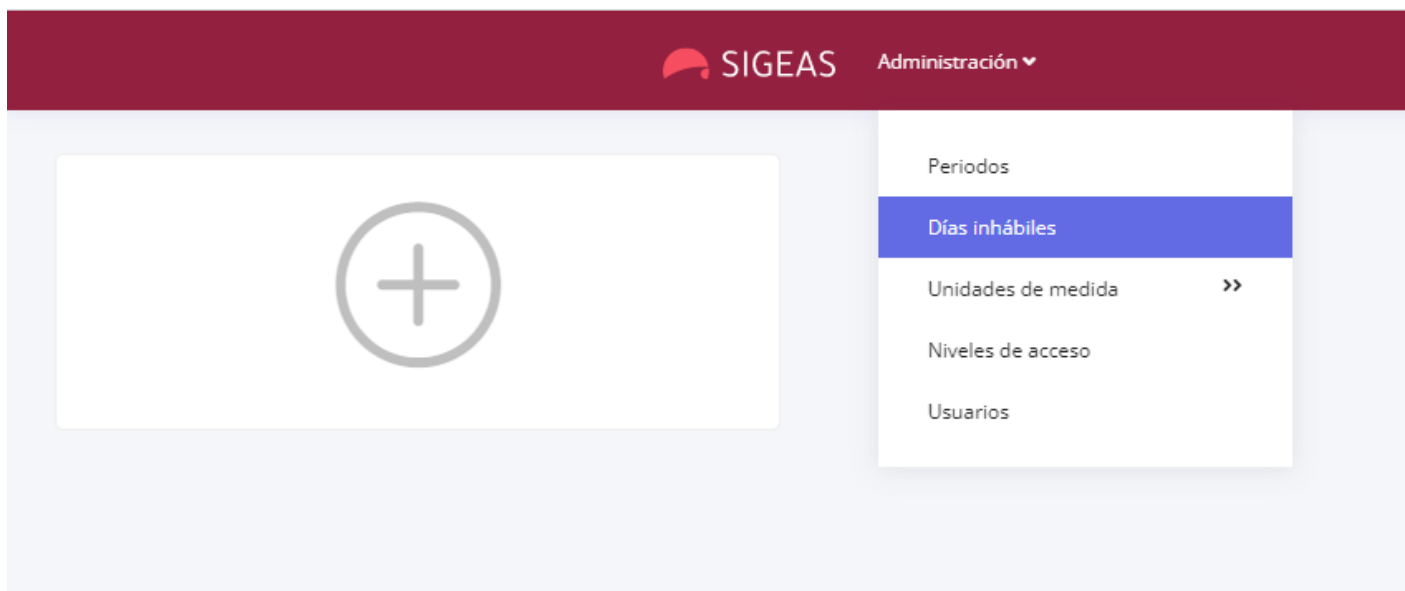 SIGEAS
Administración
Periodos
Días inhábiles
Unidades de medida
Niveles de acceso
Usuarios